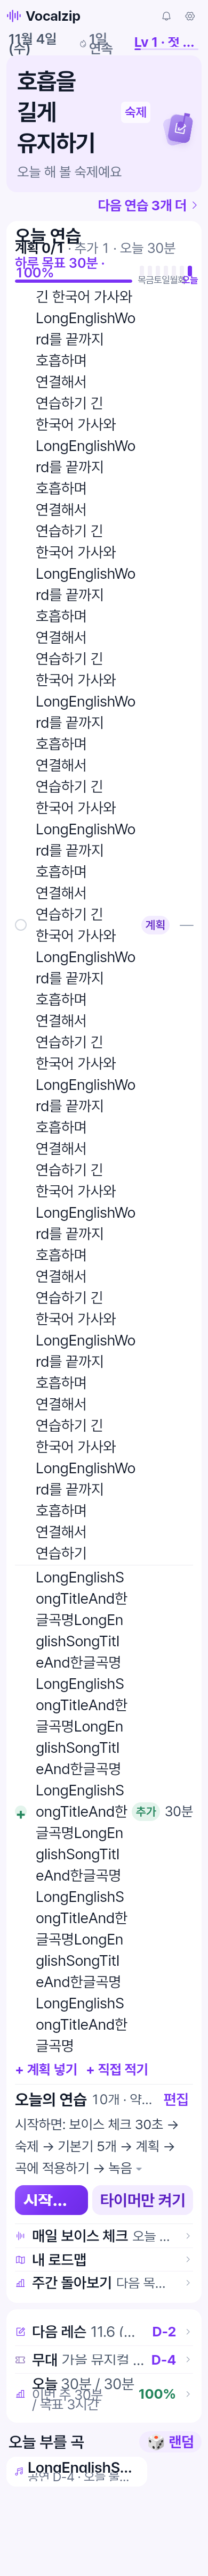 Vocalzip
11월 4일 (수)
1일 연속
Lv 1 · 첫 ...
호흡을
길게
유지하기
숙제
오늘 해 볼 숙제예요
다음 연습 3개 더
오늘 연습
계획 0/1 · 추가 1 · 오늘 30분
하루 목표 30분 · 100%
목금토일월화오늘
긴 한국어 가사와
LongEnglishWo
rd를 끝까지
호흡하며
연결해서
연습하기 긴
한국어 가사와
LongEnglishWo
rd를 끝까지
호흡하며
연결해서
연습하기 긴
한국어 가사와
LongEnglishWo
rd를 끝까지
호흡하며
연결해서
연습하기 긴
한국어 가사와
LongEnglishWo
rd를 끝까지
호흡하며
연결해서
연습하기 긴
한국어 가사와
LongEnglishWo
rd를 끝까지
호흡하며
연결해서
연습하기 긴
한국어 가사와
LongEnglishWo
rd를 끝까지
호흡하며
연결해서
연습하기 긴
한국어 가사와
LongEnglishWo
rd를 끝까지
호흡하며
연결해서
연습하기 긴
한국어 가사와
LongEnglishWo
rd를 끝까지
호흡하며
연결해서
연습하기 긴
한국어 가사와
LongEnglishWo
rd를 끝까지
호흡하며
연결해서
연습하기 긴
한국어 가사와
LongEnglishWo
rd를 끝까지
호흡하며
연결해서
연습하기
계획
—
LongEnglishS
ongTitleAnd한
글곡명LongEn
glishSongTitl
eAnd한글곡명
LongEnglishS
ongTitleAnd한
글곡명LongEn
glishSongTitl
eAnd한글곡명
LongEnglishS
ongTitleAnd한
글곡명LongEn
glishSongTitl
eAnd한글곡명
LongEnglishS
ongTitleAnd한
글곡명LongEn
glishSongTitl
eAnd한글곡명
LongEnglishS
ongTitleAnd한
글곡명
추가 30분
+ 계획 넣기 + 직접 적기
오늘의 연습 10개 · 약... 편집
시작하면: 보이스 체크 30초 →
숙제 → 기본기 5개 → 계획 →
곡에 적용하기 → 녹음
시작... 타이머만 켜기
매일 보이스 체크 오늘 ...
내 로드맵
주간 돌아보기 다음 목...
다음 레슨 11.6 (... D-2
무대 가을 뮤지컬 ... D-4
오늘 30분 / 30분
이번 주 30분
/ 목표 3시간
100%
오늘 부를 곡
🎲 랜덤
LongEnglishS...
공연 D-4 · 오늘 불...